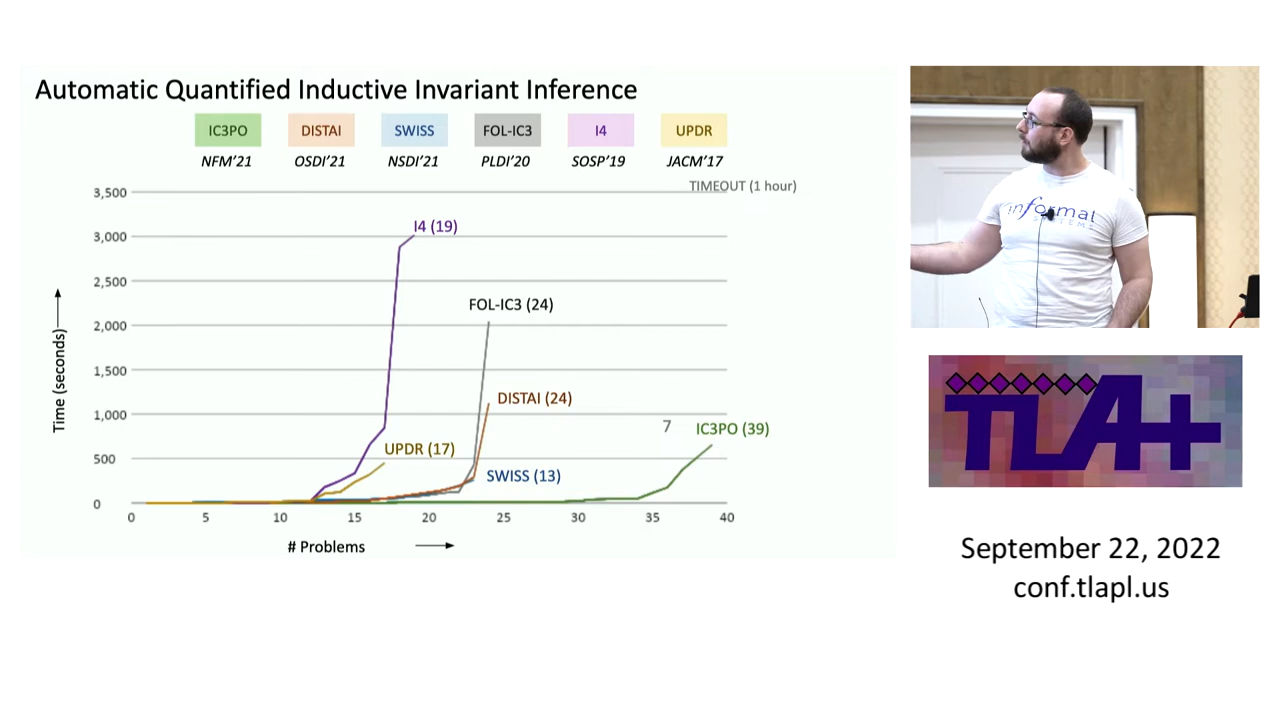 Automatic Quantified Inductive Invariant Inference
IC3PO DISTAI SWISS FOL-IC3 I4 UPDR
NFM'21 OSDI'21 NSDI'21 PLDI'20 SOSP'19 JACM'17
TIMEOUT (1 hour)
3,500
3,000
2,500
2,000
1,500
1,000
500
0
Time (seconds)
I4 (19)
FOL-IC3 (24)
DISTAI (24)
7
IC3PO (39)
UPDR (17)
SWISS (13)
0 5 10 15 20 25 30 35 40
# Problems
informal
SYSTEMS
TLA+
September 22, 2022
conf.tlapl.us